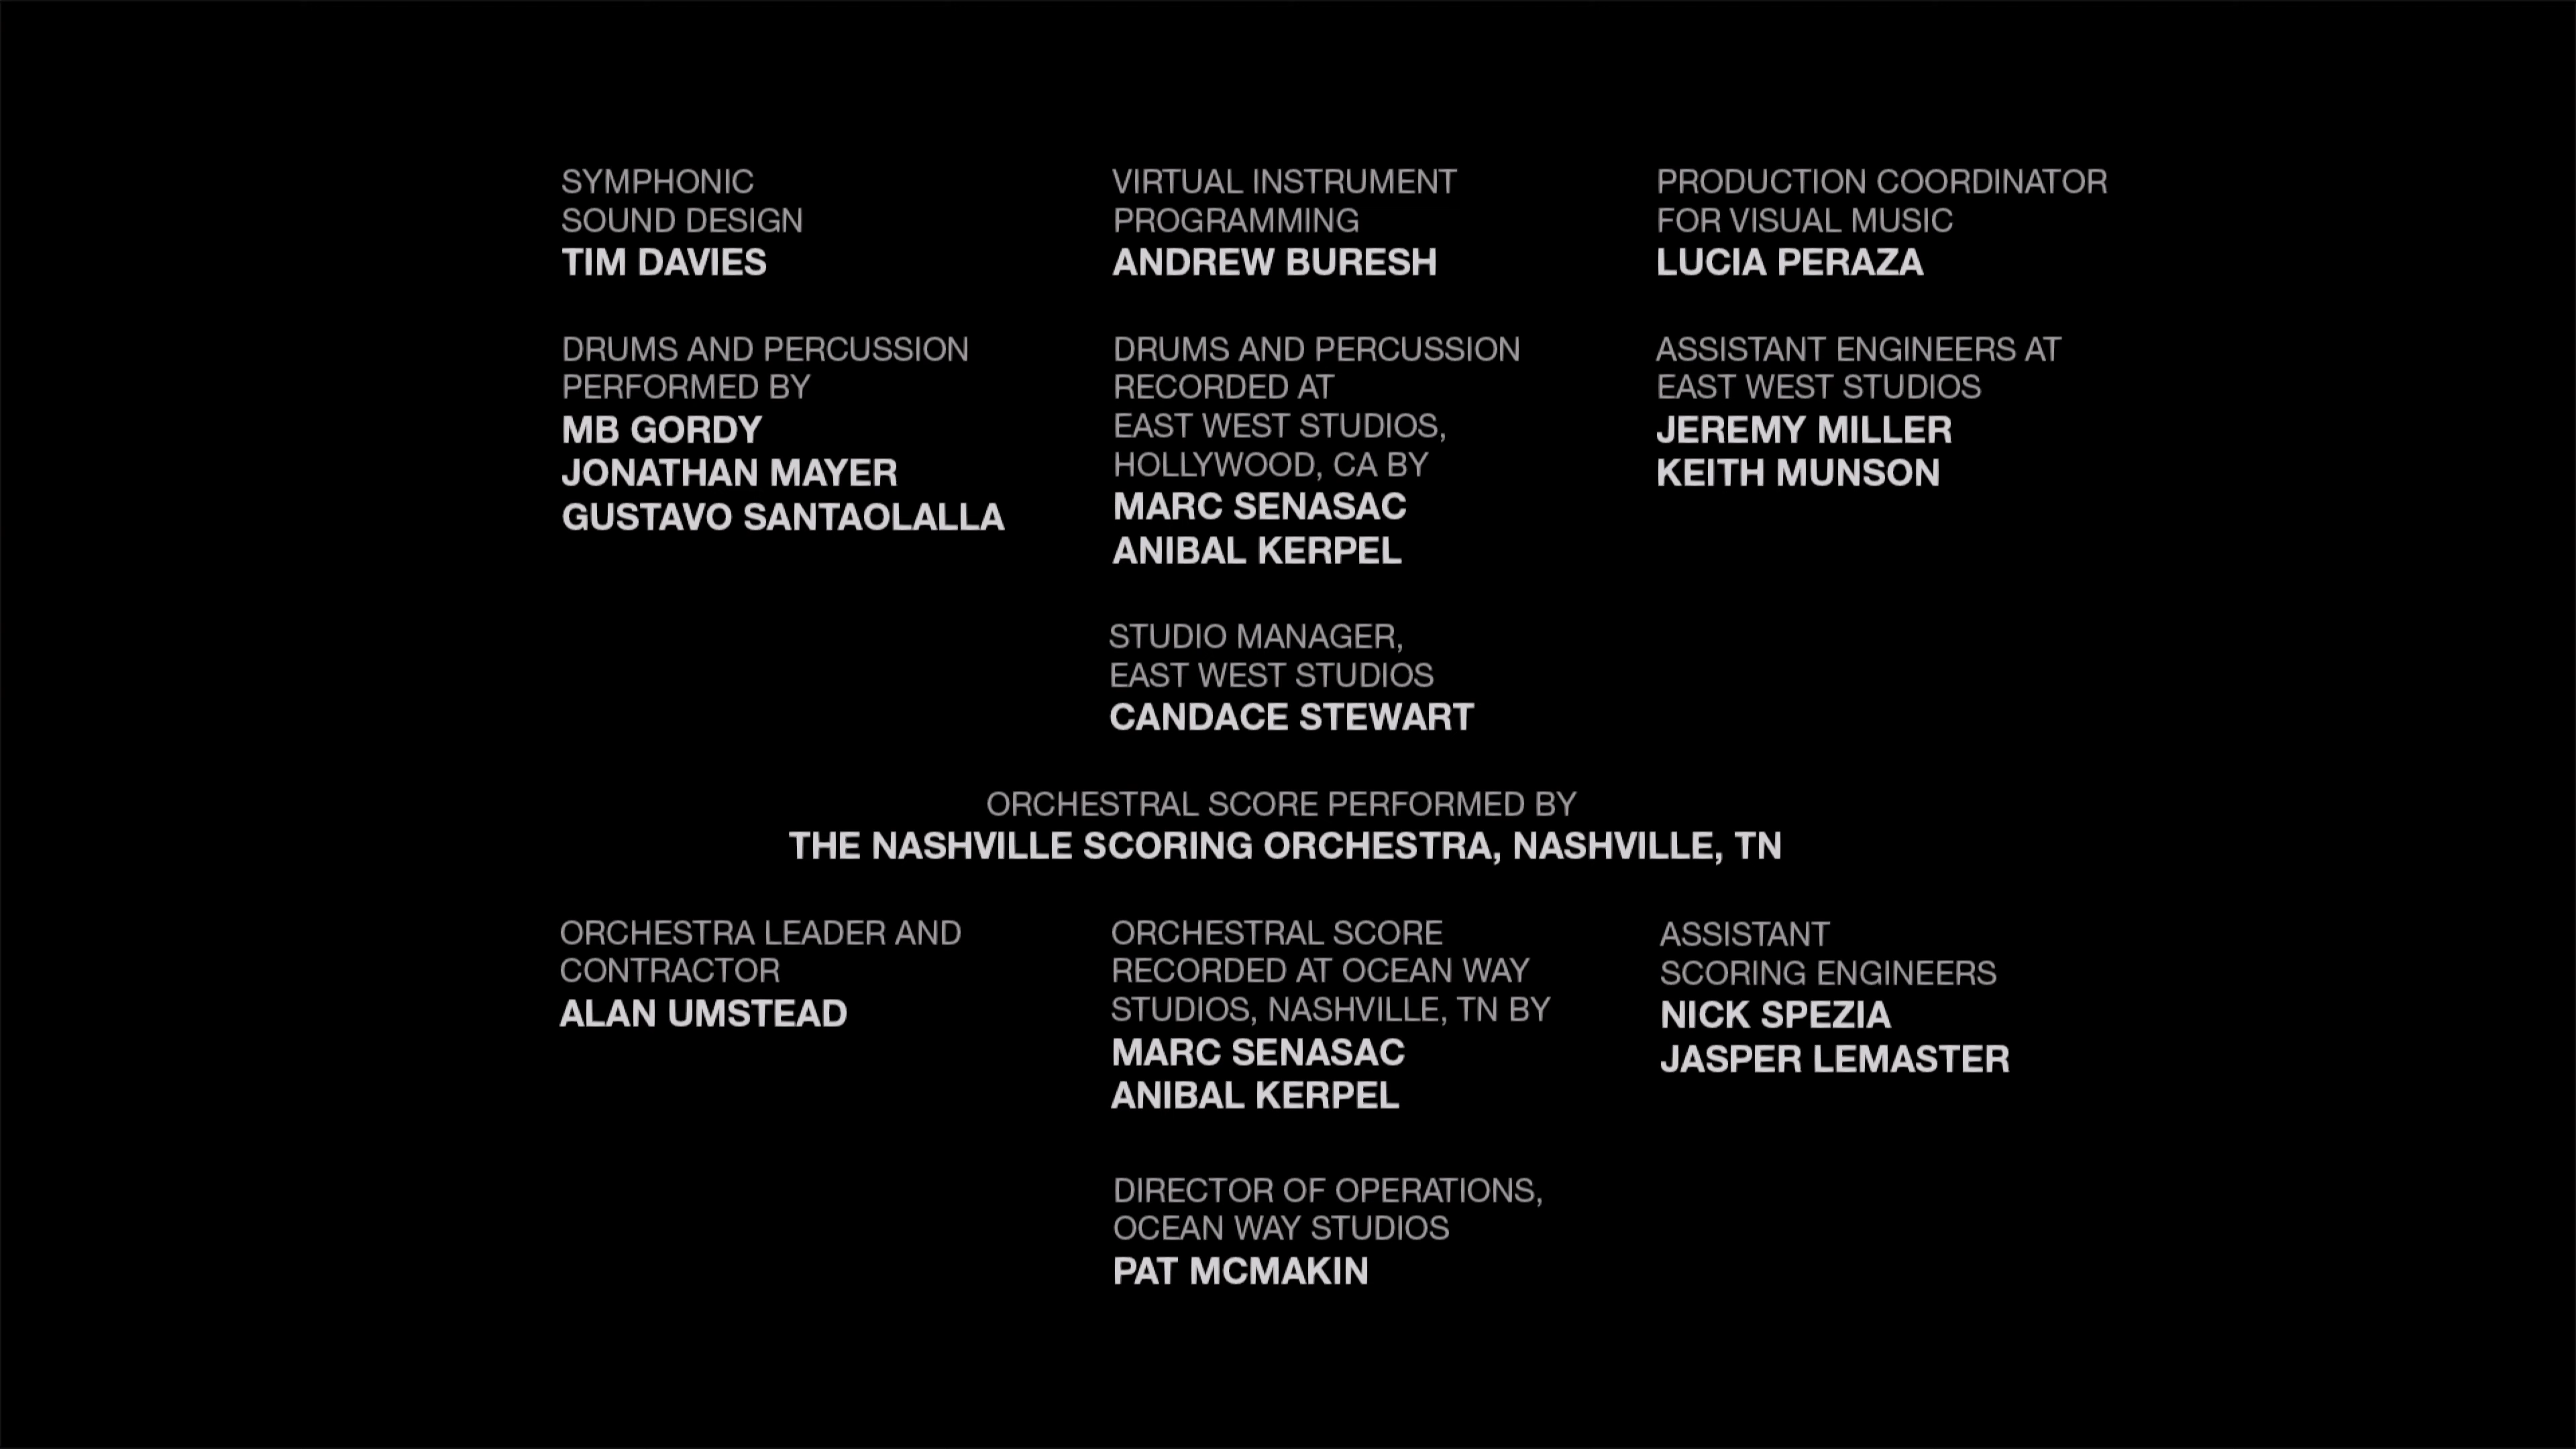 SYMPHONIC
SOUND DESIGN
TIM DAVIES
VIRTUAL INSTRUMENT
PROGRAMMING
ANDREW BURESH
PRODUCTION COORDINATOR
FOR VISUAL MUSIC
LUCIA PERAZA
DRUMS AND PERCUSSION
PERFORMED BY
MB GORDY
JONATHAN MAYER
GUSTAVO SANTAOLALLA
DRUMS AND PERCUSSION
RECORDED AT
EAST WEST STUDIOS,
HOLLYWOOD, CA BY
MARC SENASAC
ANIBAL KERPEL
ASSISTANT ENGINEERS AT
EAST WEST STUDIOS
JEREMY MILLER
KEITH MUNSON
STUDIO MANAGER,
EAST WEST STUDIOS
CANDACE STEWART
ORCHESTRAL SCORE PERFORMED BY
THE NASHVILLE SCORING ORCHESTRA, NASHVILLE, TN
ORCHESTRA LEADER AND
CONTRACTOR
ALAN UMSTEAD
ORCHESTRAL SCORE
RECORDED AT OCEAN WAY
STUDIOS, NASHVILLE, TN BY
MARC SENASAC
ANIBAL KERPEL
ASSISTANT
SCORING ENGINEERS
NICK SPEZIA
JASPER LEMASTER
DIRECTOR OF OPERATIONS,
OCEAN WAY STUDIOS
PAT MCMAKIN